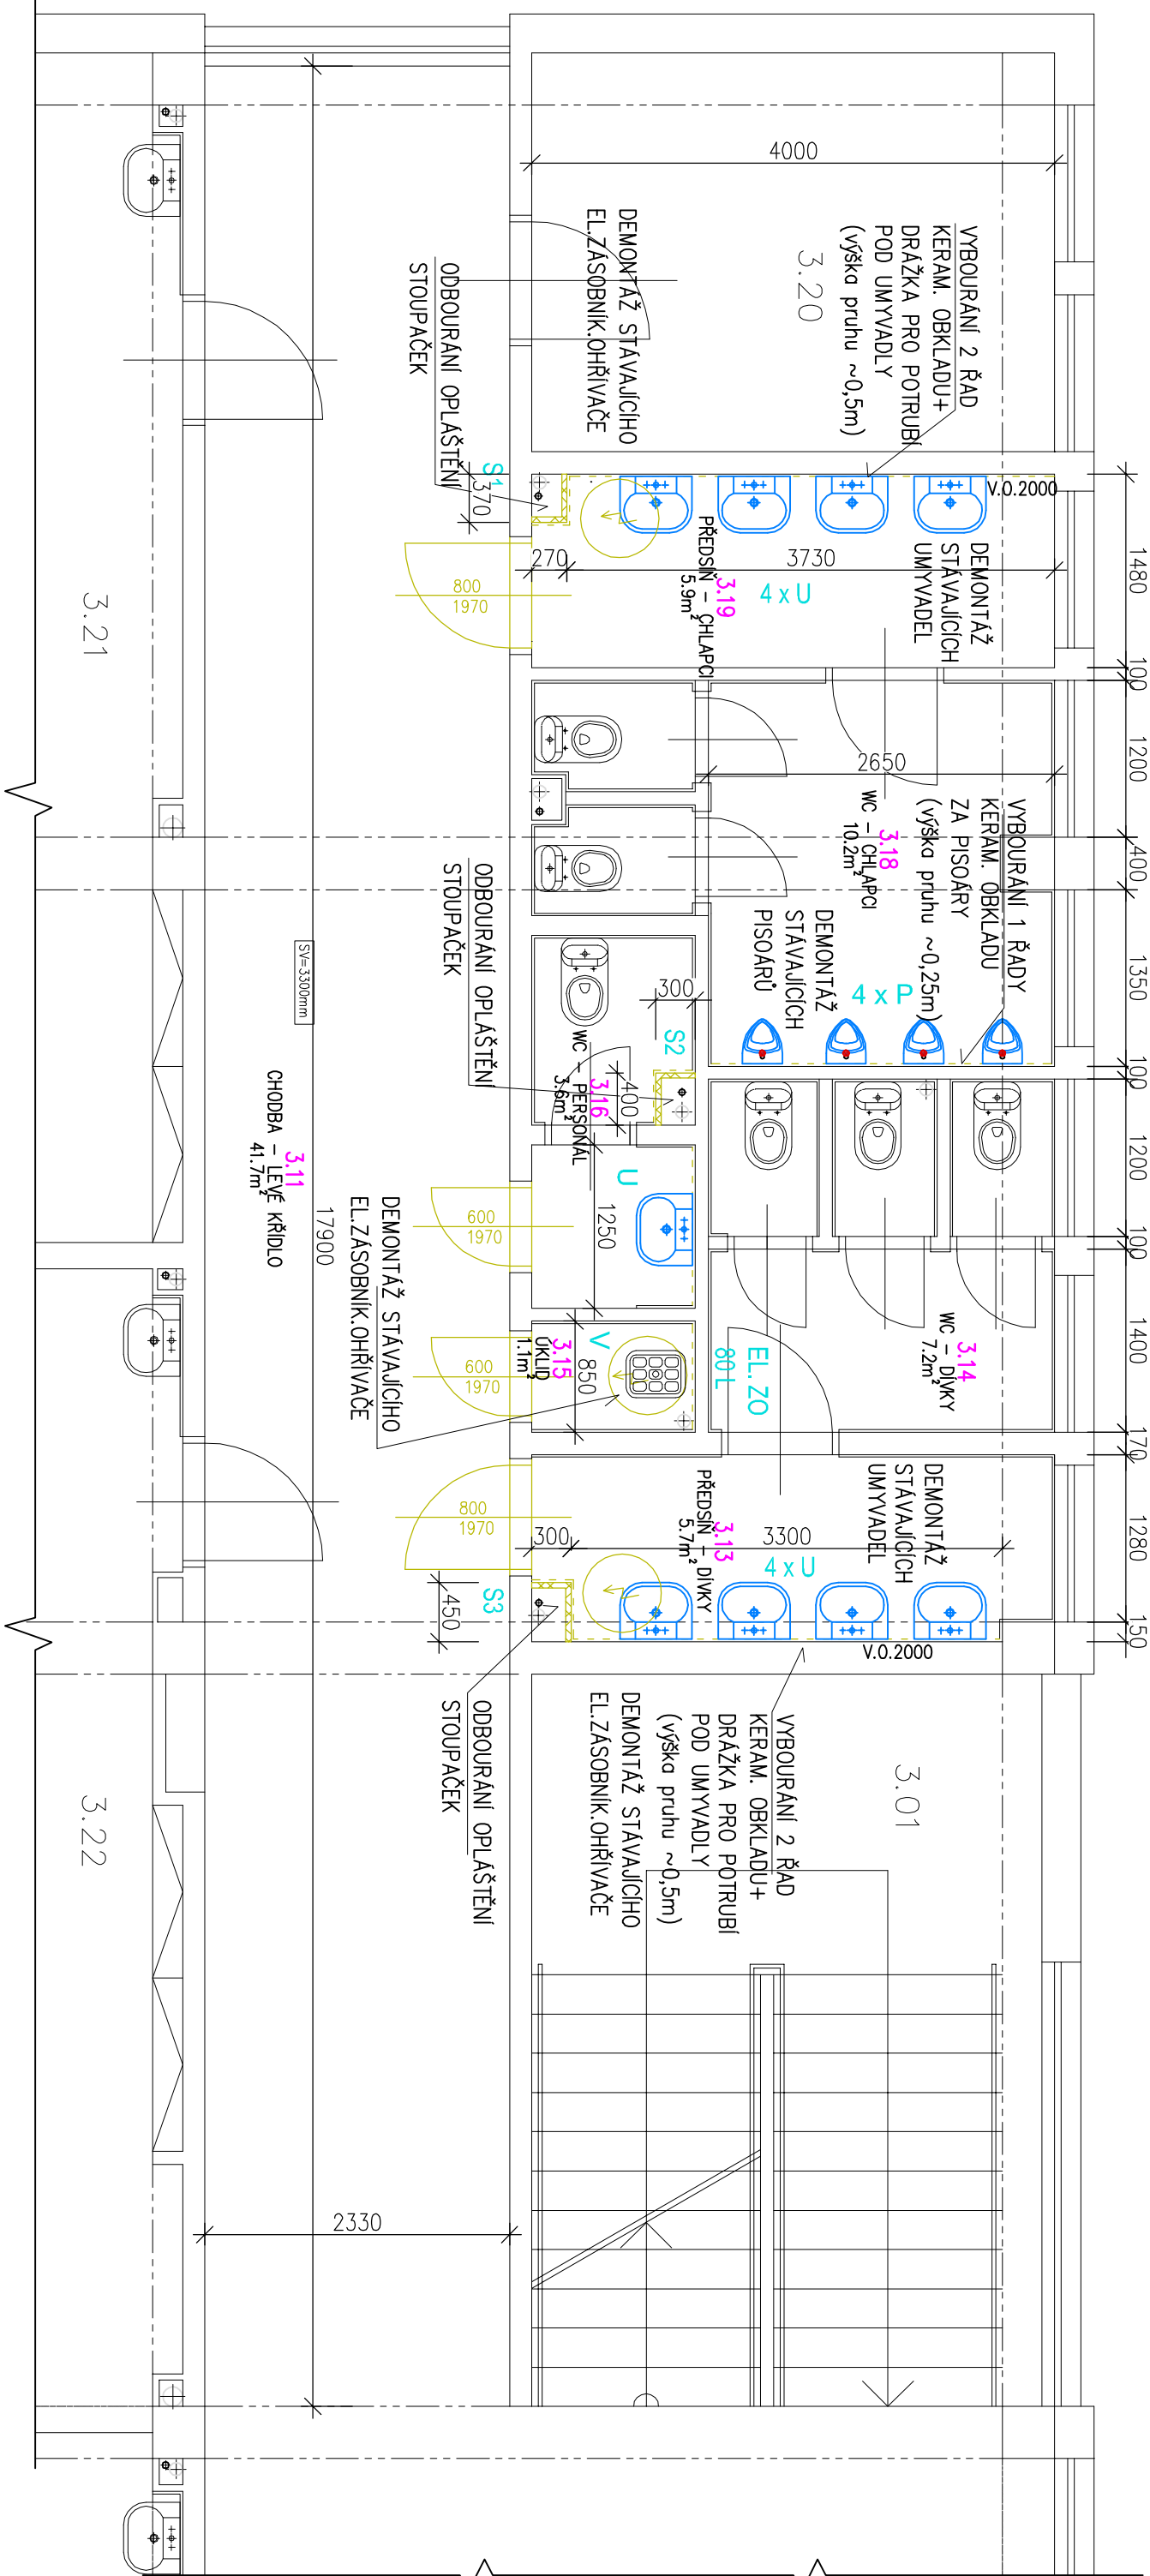 4000
VYBOURÁNÍ 2 ŘAD
KERAM. OBKLADU+
DRÁŽKA PRO POTRUBÍ
POD UMYVADLY
(výška pruhu ~0,5m)
3.20
DEMONTÁŽ STÁVAJÍCÍHO
EL.ZÁSOBNÍK.OHŘÍVAČE
ODBOURÁNÍ OPLÁŠTĚNÍ
STOUPAČEK
S1
370
V.O.2000
270
3730
4 x U
DEMONTÁŽ
STÁVAJÍCÍCH
UMYVADEL
3.19
PŘEDSÍŇ - CHLAPCI
5.9m²
800
1970
3.21
1480
100
1200
400
1350
100
1200
100
1400
170
1280
150
2650
3.18
WC - CHLAPCI
10.2m²
VYBOURÁNÍ 1 ŘADY
KERAM. OBKLADU
ZA PISOÁRY
(výška pruhu ~0,25m)
4 x P
DEMONTÁŽ
STÁVAJÍCÍCH
PISOÁRŮ
ODBOURÁNÍ OPLÁŠTĚNÍ
STOUPAČEK
300
S2
400
3.16
WC - PERSONÁL
3.6m²
SV=3300mm
3.11
CHODBA - LEVÉ KŘÍDLO
41.7m²
17900
U
1250
600
1970
DEMONTÁŽ STÁVAJÍCÍHO
EL.ZÁSOBNÍK.OHŘÍVAČE
V
3.15
ÚKLID
1.1m²
850
600
1970
EL. ZO
80 L
3.14
WC - DÍVKY
7.2m²
DEMONTÁŽ
STÁVAJÍCÍCH
UMYVADEL
3300
4 x U
3.13
PŘEDSÍŇ - DÍVKY
5.7m²
300
800
1970
S3
450
V.O.2000
ODBOURÁNÍ OPLÁŠTĚNÍ
STOUPAČEK
VYBOURÁNÍ 2 ŘAD
KERAM. OBKLADU+
DRÁŽKA PRO POTRUBÍ
POD UMYVADLY
(výška pruhu ~0,5m)
DEMONTÁŽ STÁVAJÍCÍHO
EL.ZÁSOBNÍK.OHŘÍVAČE
3.01
3.22
2330